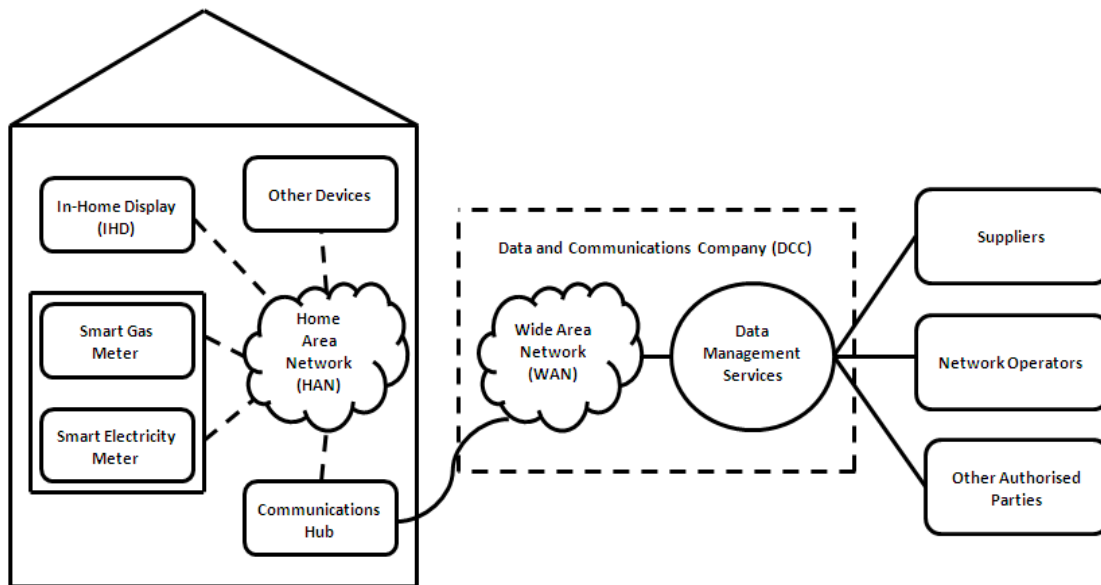 In-Home Display
(IHD)
Other Devices
Smart Gas
Meter
Smart Electricity
Meter
Home
Area
Network
(HAN)
Communications
Hub
Data and Communications Company (DCC)
Wide Area
Network
(WAN)
Data
Management
Services
Suppliers
Network Operators
Other Authorised
Parties